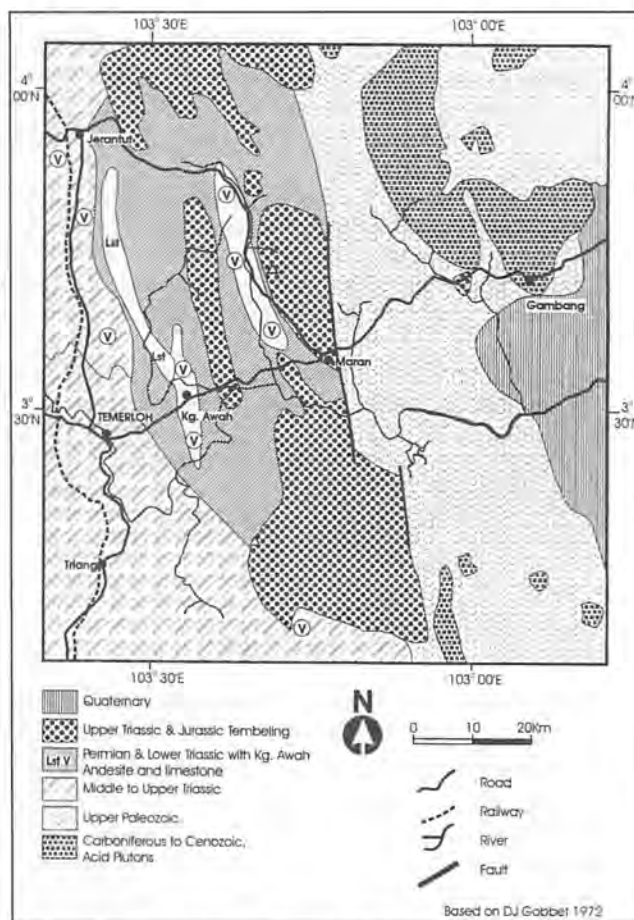 103° 30'E
103° 00'E
4°
00'N
4°
00'N
Jerantut
V
V
V
Lst
V
V
Gambang
V
V
Lst
V
Maran
3°
30'N
TEMERLOH
Kg. Awah
3°
30'N
V
Triang
V
103° 30'E
103° 00'E
Quaternary
Upper Triassic & Jurassic Tembeling
Lst V
Permian & Lower Triassic with Kg. Awah
Andesite and limestone
Middle to Upper Triassic
Upper Paleozoic
Carboniferous to Cenozoic,
Acid Plutons
N
0 10 20Km
Road
Railway
River
Fault
Based on DJ Gobbet 1972